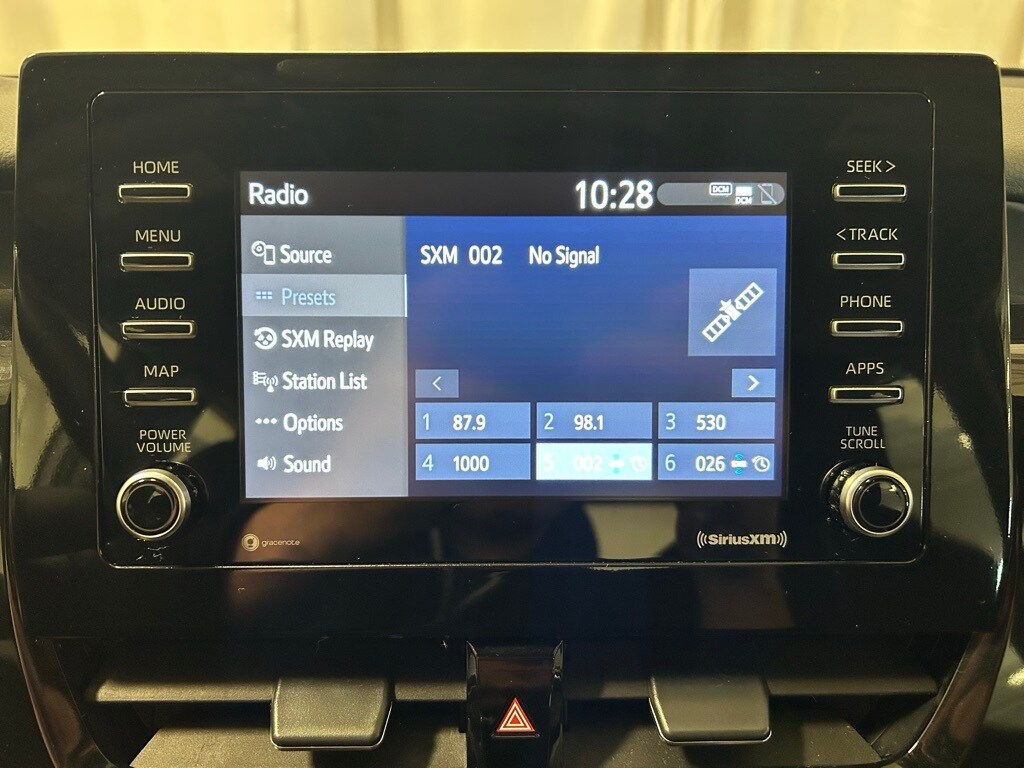 HOME
MENU
AUDIO
MAP
POWER
VOLUME
Radio
10:28
DCM
DCM
Source
Presets
SXM Replay
Station List
Options
Sound
SXM 002 No Signal
<
>
1 87.9
2 98.1
3 530
4 1000
5 002
6 026
SEEK >
< TRACK
PHONE
APPS
TUNE
SCROLL
gracenote
((SiriusXM))